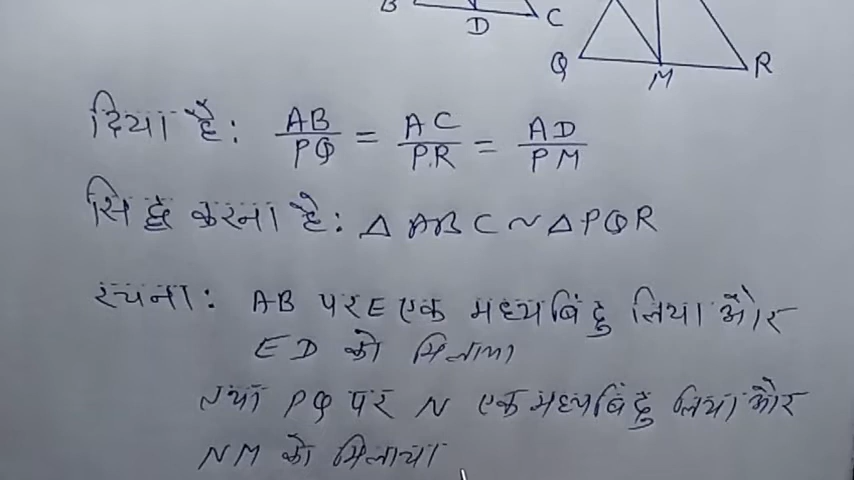 B
D
C
Q
M
R
दिया है: AB/PQ = AC/PR = AD/PM
सिद्ध करना है: △ABC ~ △PQR
रचना: AB पर E एक मध्यबिंदु लिया और
ED को मिलाया
तथा PQ पर N एक मध्यबिंदु लिया और
NM को मिलाया